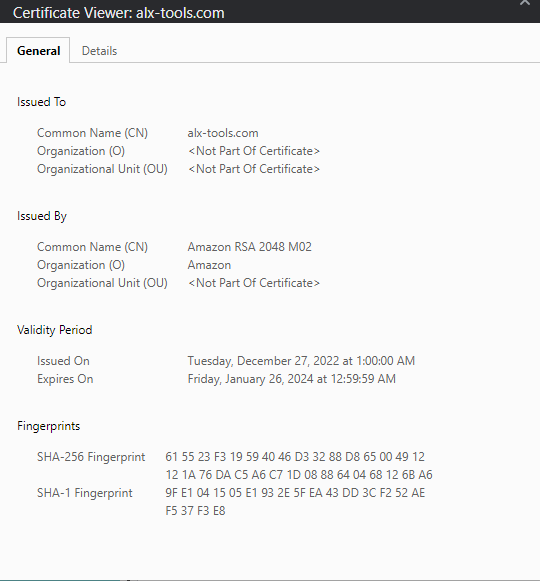 Certificate Viewer: alx-tools.com
General Details
Issued To
Common Name (CN) alx-tools.com
Organization (O) <Not Part Of Certificate>
Organizational Unit (OU) <Not Part Of Certificate>
Issued By
Common Name (CN) Amazon RSA 2048 M02
Organization (O) Amazon
Organizational Unit (OU) <Not Part Of Certificate>
Validity Period
Issued On Tuesday, December 27, 2022 at 1:00:00 AM
Expires On Friday, January 26, 2024 at 12:59:59 AM
Fingerprints
SHA-256 Fingerprint 61 55 23 F3 19 59 40 46 D3 32 88 D8 65 00 49 12
12 1A 76 DA C5 A6 C7 1D 08 88 64 04 68 12 6B A6
SHA-1 Fingerprint 9F E1 04 15 05 E1 93 2E 5F EA 43 DD 3C F2 52 AE
F5 37 F3 E8